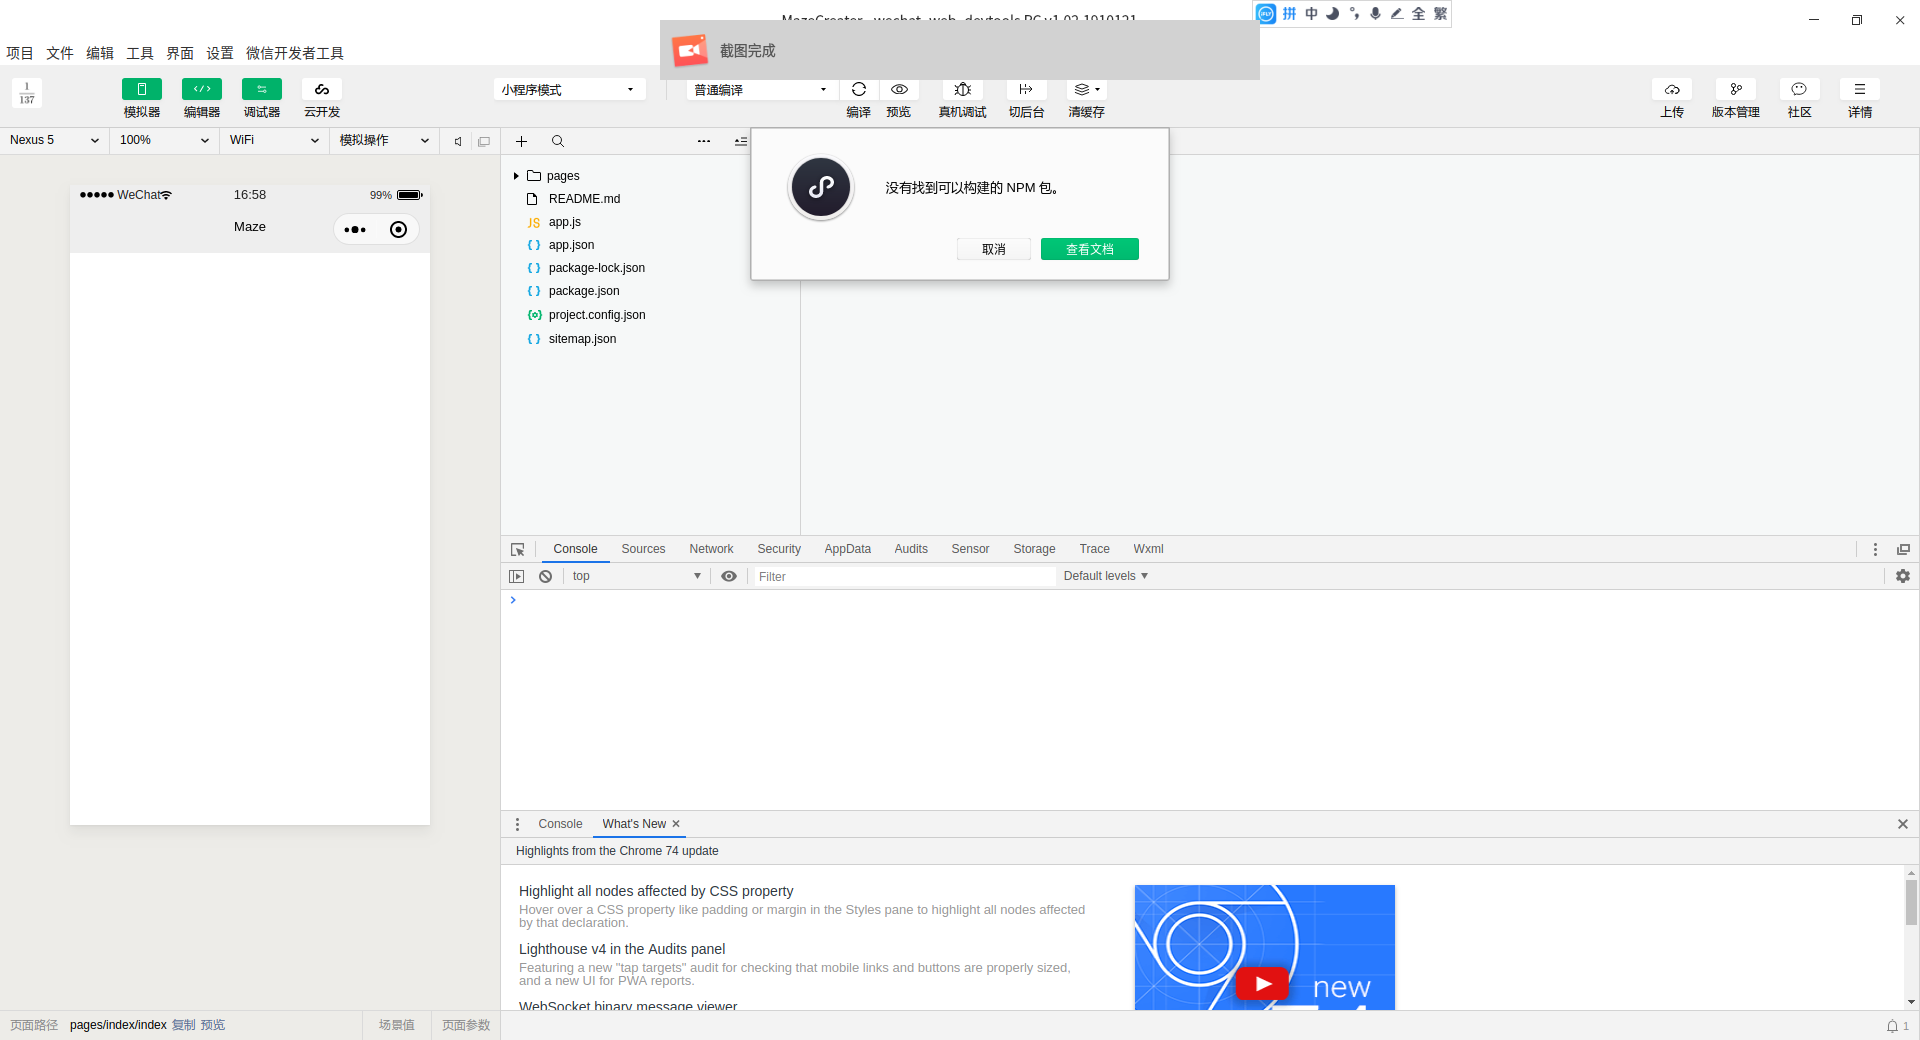 MazeCreator - wechat_web_devtools RC v1.02.1910121
拼 中 全 繁
截图完成
项目 文件 编辑 工具 界面 设置 微信开发者工具
1
137
模拟器 编辑器 调试器 云开发
小程序模式
普通编译
编译 预览 真机调试 切后台 清缓存
上传 版本管理 社区 详情
Nexus 5 100% WiFi 模拟操作
WeChat 16:58 99%
Maze
pages
README.md
JS app.js
{ } app.json
{ } package-lock.json
{ } package.json
project.config.json
{ } sitemap.json
没有找到可以构建的 NPM 包。
取消 查看文档
Console Sources Network Security AppData Audits Sensor Storage Trace Wxml
top Filter Default levels
Console What's New
Highlights from the Chrome 74 update
Highlight all nodes affected by CSS property
Hover over a CSS property like padding or margin in the Styles pane to highlight all nodes affected
by that declaration.
Lighthouse v4 in the Audits panel
Featuring a new "tap targets" audit for checking that mobile links and buttons are properly sized,
and a new UI for PWA reports.
WebSocket binary message viewer
new
页面路径 pages/index/index 复制 预览 场景值 页面参数
1